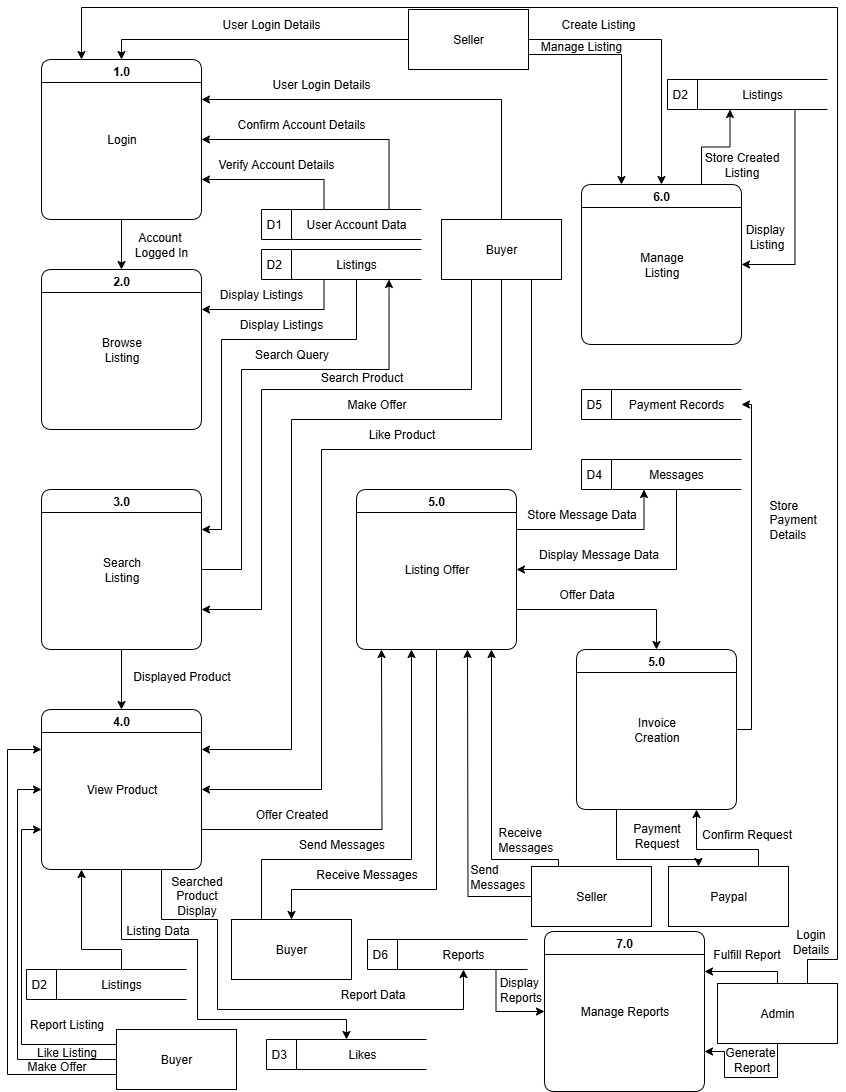 User Login Details
Seller
Create Listing
Manage Listing
1.0
Login
User Login Details
Confirm Account Details
Verify Account Details
D2
Listings
Store Created
Listing
6.0
Manage
Listing
Display
Listing
D1
User Account Data
Buyer
Account
Logged In
D2
Listings
2.0
Browse
Listing
Display Listings
Display Listings
Search Query
Search Product
Make Offer
Like Product
D5
Payment Records
D4
Messages
3.0
Search
Listing
5.0
Listing Offer
Store Message Data
Display Message Data
Offer Data
Store
Payment
Details
Displayed Product
5.0
Invoice
Creation
4.0
View Product
Offer Created
Send Messages
Receive Messages
Receive
Messages
Send
Messages
Payment
Request
Confirm Request
Searched
Product
Display
Listing Data
Seller
Paypal
Buyer
D6
Reports
7.0
Manage Reports
Fulfill Report
Login
Details
D2
Listings
Report Data
Display
Reports
Admin
Report Listing
Like Listing
Make Offer
Buyer
D3
Likes
Generate
Report